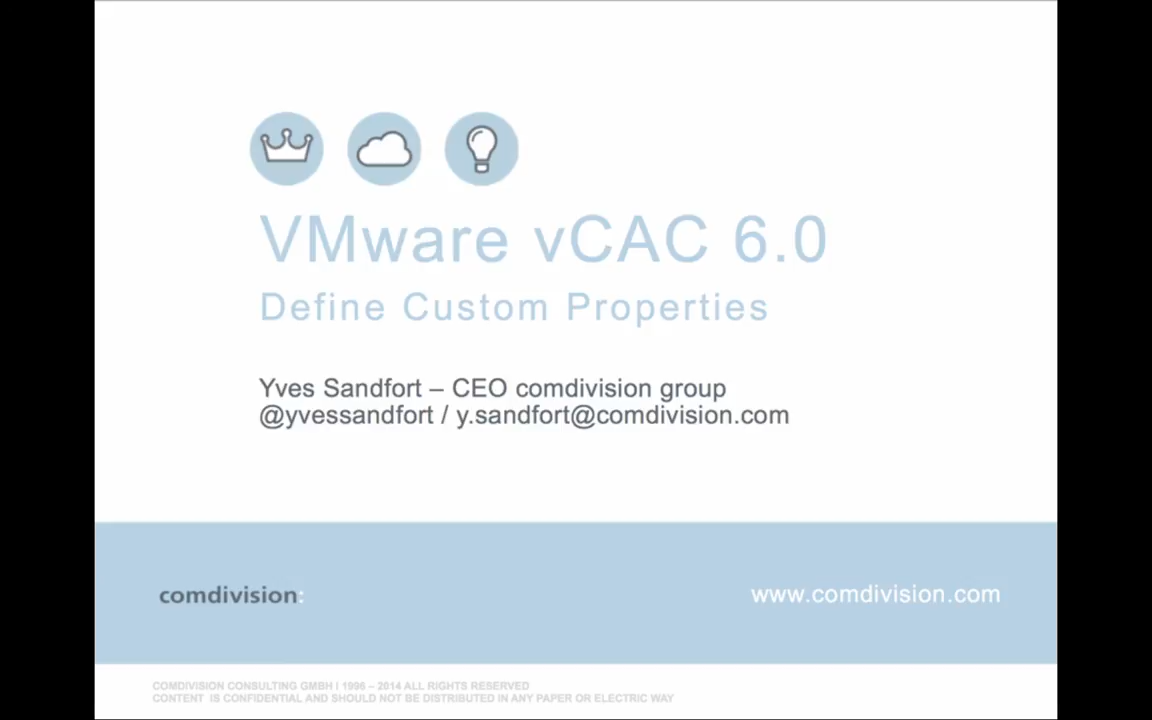 VMware vCAC 6.0
Define Custom Properties
Yves Sandfort – CEO comdivision group
@yvessandfort / y.sandfort@comdivision.com
comdivision:
www.comdivision.com
COMDIVISION CONSULTING GMBH I 1996 – 2014 ALL RIGHTS RESERVED
CONTENT IS CONFIDENTIAL AND SHOULD NOT BE DISTRIBUTED IN ANY PAPER OR ELECTRIC WAY